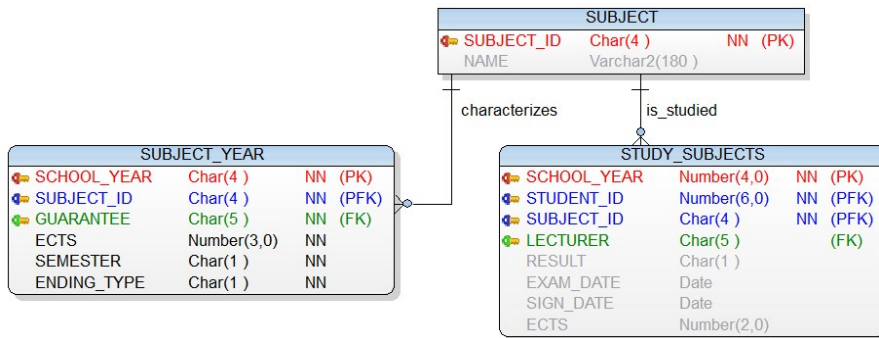 SUBJECT
SUBJECT_ID Char(4 ) NN (PK)
NAME Varchar2(180 )
characterizes
is_studied
SUBJECT_YEAR
SCHOOL_YEAR Char(4 ) NN (PK)
SUBJECT_ID Char(4 ) NN (PFK)
GUARANTEE Char(5 ) NN (FK)
ECTS Number(3,0) NN
SEMESTER Char(1 ) NN
ENDING_TYPE Char(1 ) NN
STUDY_SUBJECTS
SCHOOL_YEAR Number(4,0) NN (PK)
STUDENT_ID Number(6,0) NN (PFK)
SUBJECT_ID Char(4 ) NN (PFK)
LECTURER Char(5 ) (FK)
RESULT Char(1 )
EXAM_DATE Date
SIGN_DATE Date
ECTS Number(2,0)